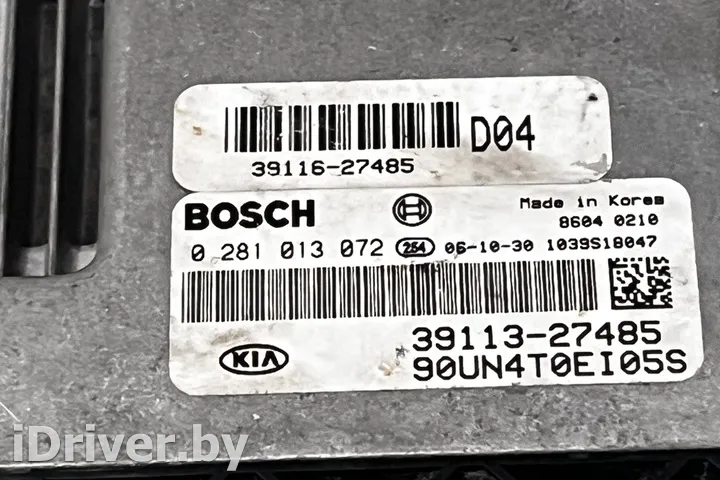 D04
39116-27485
BOSCH
Made in Korea
8604 0210
0 281 013 072 254 06-10-30 1039S18047
39113-27485
KIA
90UN4T0EI05S
iDriver.by